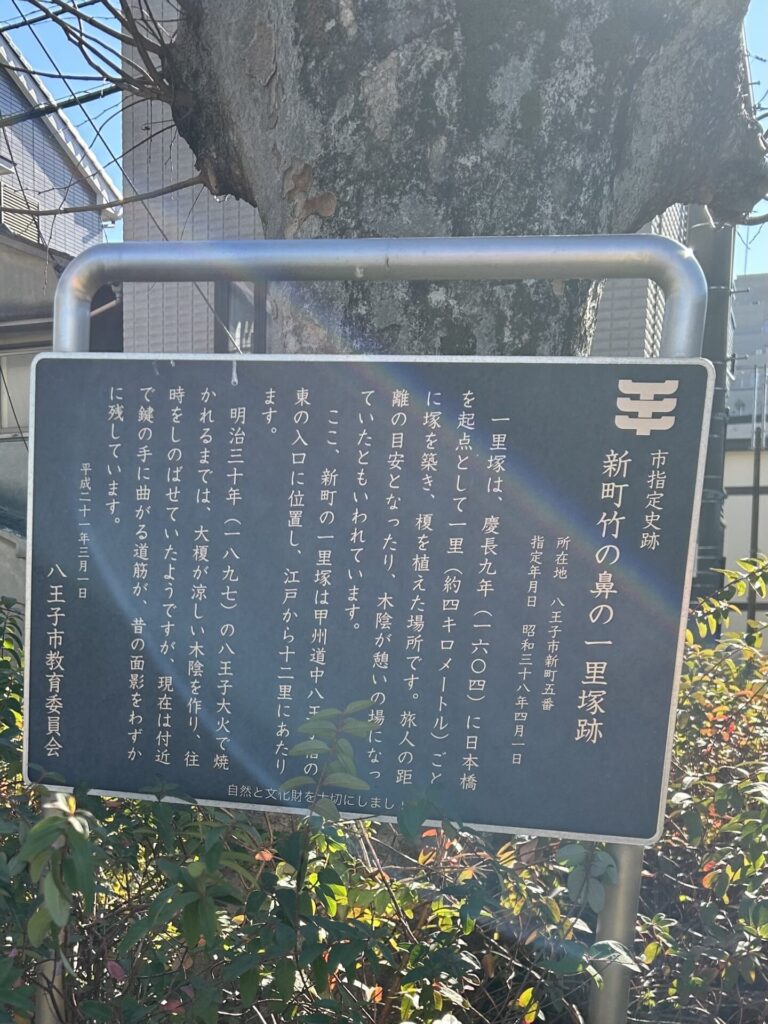 市指定史跡
新町竹の鼻の一里塚跡
所在地　八王子市新町五番
指定年月日　昭和三十八年四月一日
一里塚は、慶長九年（一六〇四）に日本橋
を起点として一里（約四キロメートル）ごと
に塚を築き、榎を植えた場所です。旅人の距
離の目安となったり、木陰が憩いの場になっ
ていたともいわれています。
ここ、新町の一里塚は甲州道中八王　宿の
東の入口に位置し、江戸から十二里にあたり
ます。
明治三十年（一八九七）の八王子大火で焼
かれるまでは、大榎が涼しい木陰を作り、往
時をしのばせていたようですが、現在は付近
で鍵の手に曲がる道筋が、昔の面影をわずか
に残しています。
平成二十一年三月一日
八王子市教育委員会
自然と文化財を大切にしまし